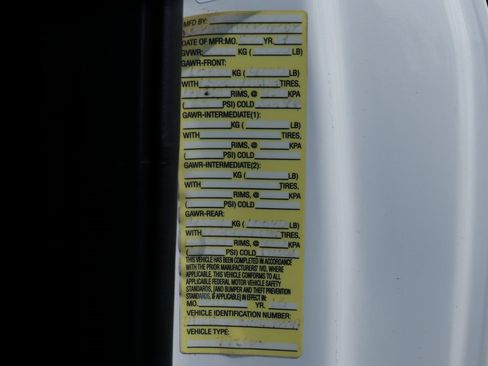 MFD BY:
DATE OF MFR:MO. YR.
GVWR: KG ( LB)
GAWR-FRONT:
KG ( LB)
WITH TIRES,
RIMS, @ KPA
( PSI) COLD
GAWR-INTERMEDIATE(1):
KG ( LB)
WITH TIRES,
RIMS, @ KPA
( PSI) COLD
GAWR-INTERMEDIATE(2):
KG ( LB)
WITH TIRES,
RIMS, @ KPA
( PSI) COLD
GAWR-REAR:
KG ( LB)
WITH TIRES,
RIMS, @ KPA
( PSI) COLD
THIS VEHICLE HAS BEEN COMPLETED IN ACCORDANCE
WITH THE PRIOR MANUFACTURERS' IVD, WHERE
APPLICABLE. THIS VEHICLE CONFORMS TO ALL
APPLICABLE FEDERAL MOTOR VEHICLE SAFETY
STANDARDS, [AND BUMPER AND THEFT PREVENTION
STANDARDS, IF APPLICABLE] IN EFFECT IN:
MO. YR.
VEHICLE IDENTIFICATION NUMBER:
VEHICLE TYPE: